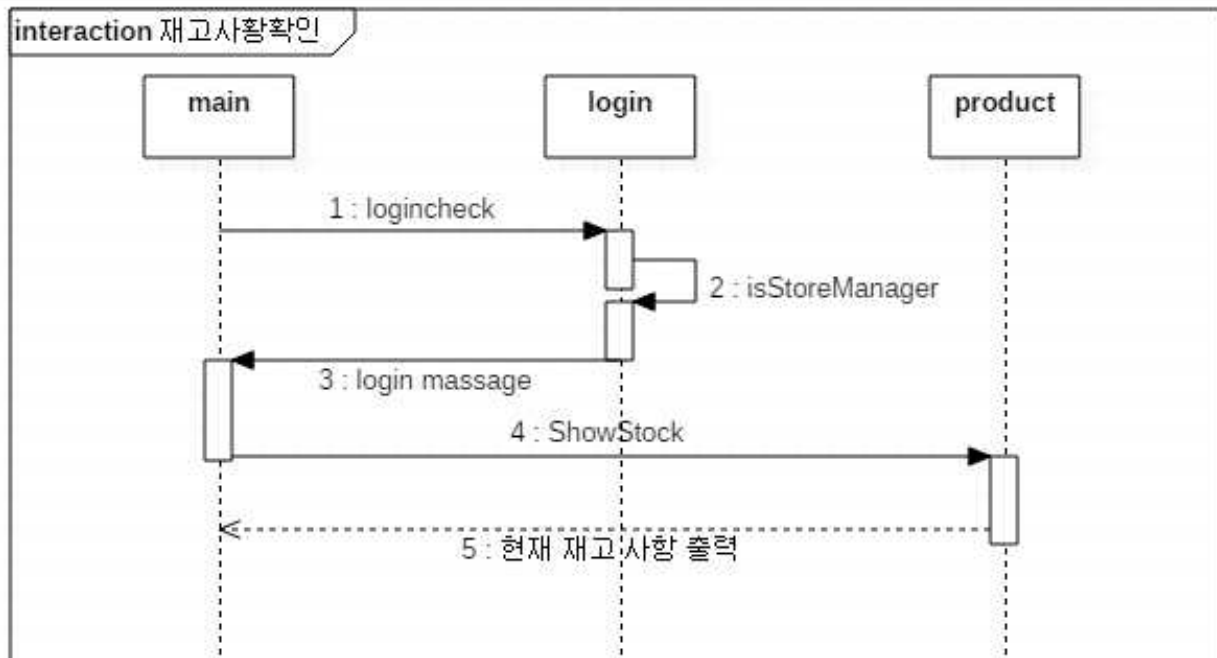 interaction 재고사황확인
main
login
product
1 : logincheck
2 : isStoreManager
3 : login massage
4 : ShowStock
5 : 현재 재고 사항 출력